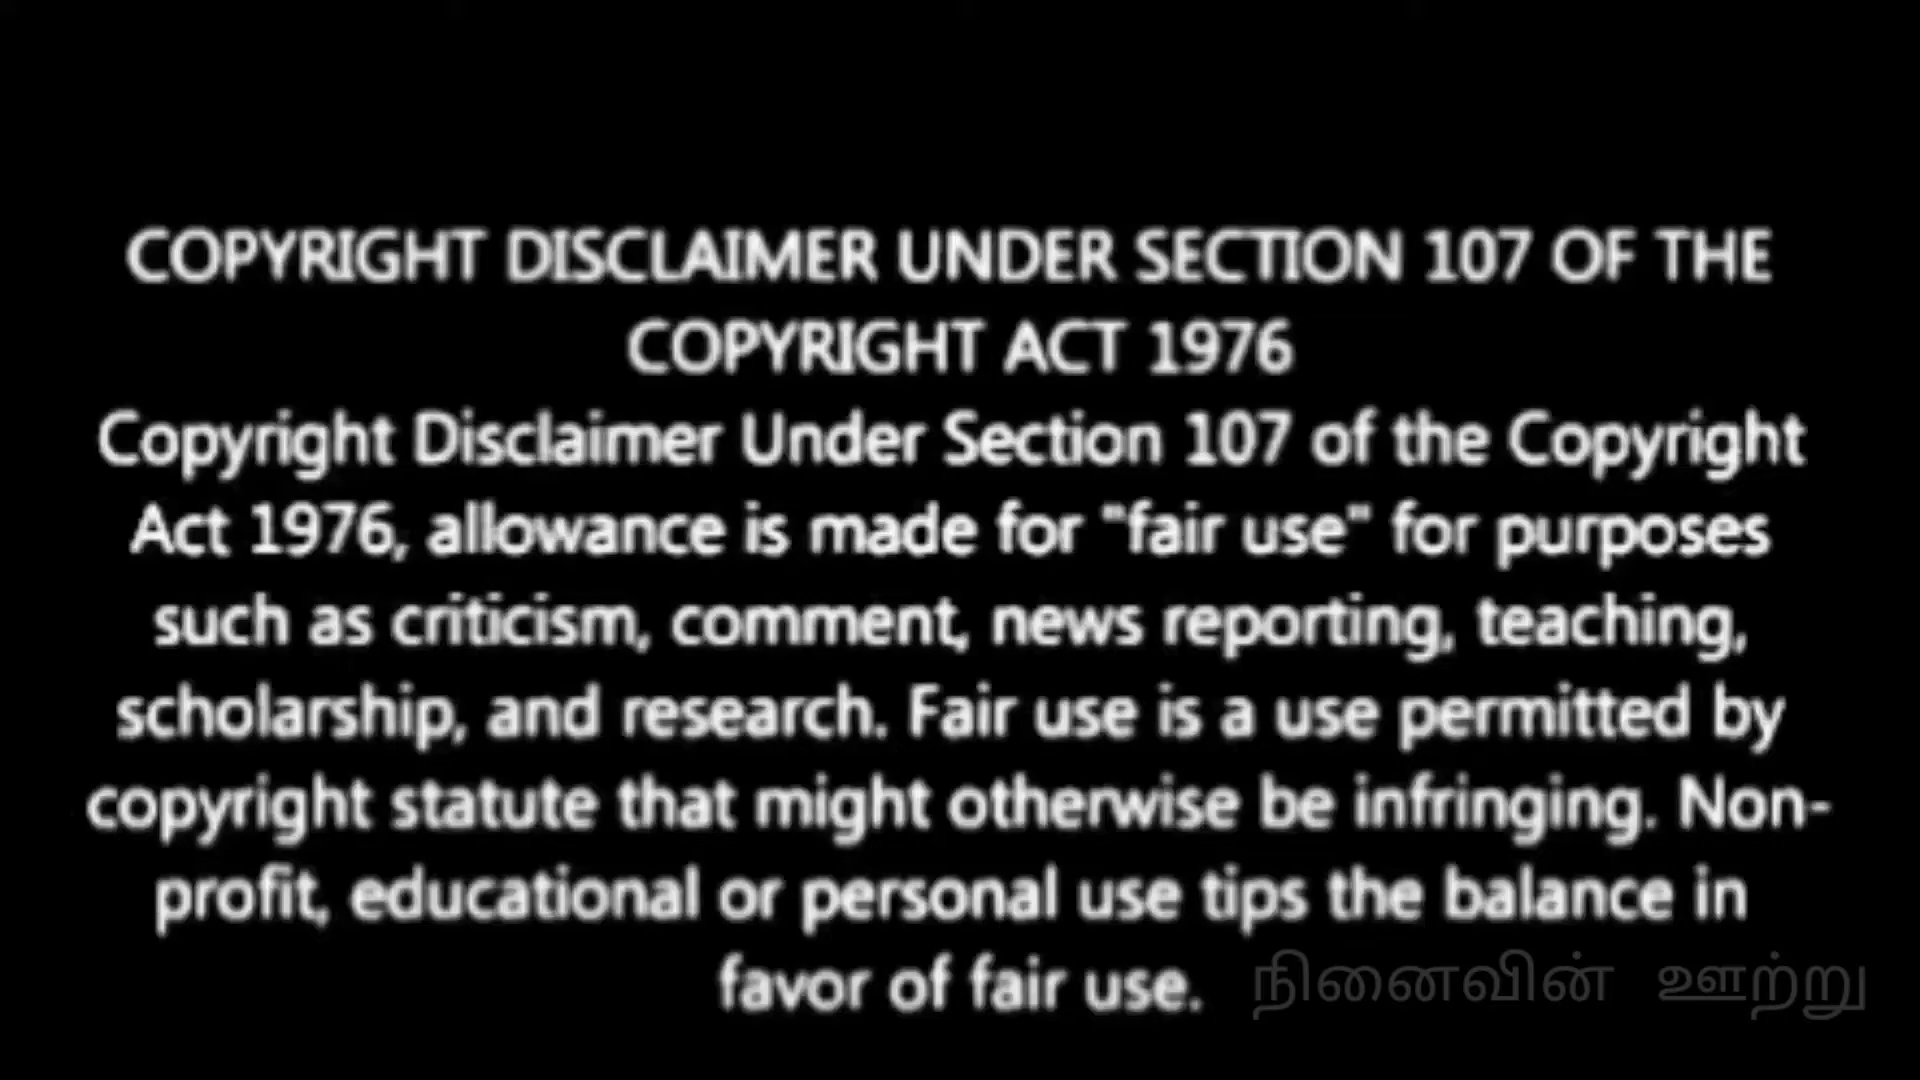 COPYRIGHT DISCLAIMER UNDER SECTION 107 OF THE
COPYRIGHT ACT 1976
Copyright Disclaimer Under Section 107 of the Copyright
Act 1976, allowance is made for "fair use" for purposes
such as criticism, comment, news reporting, teaching,
scholarship, and research. Fair use is a use permitted by
copyright statute that might otherwise be infringing. Non-
profit, educational or personal use tips the balance in
favor of fair use.
நினைவின் ஊற்று